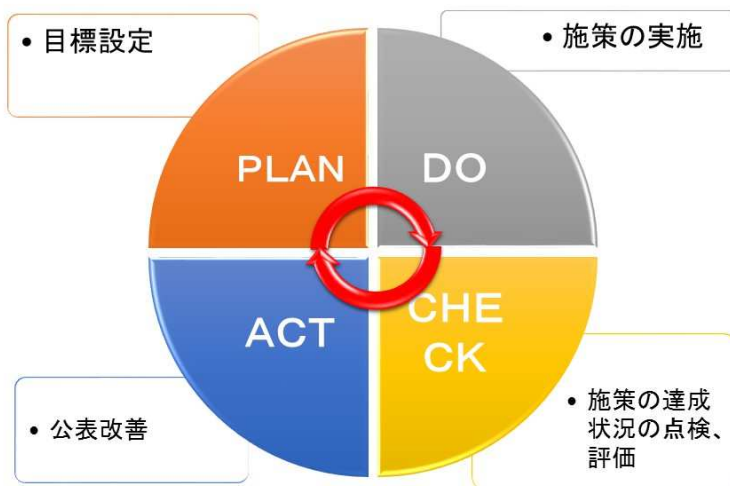 • 目標設定
• 施策の実施
PLAN
DO
ACT
CHE
CK
• 公表改善
• 施策の達成
状況の点検、
評価